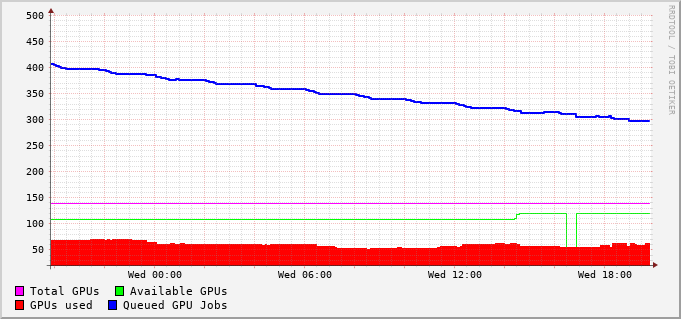 500
450
400
350
300
250
200
150
100
50
Wed 00:00 Wed 06:00 Wed 12:00 Wed 18:00
Total GPUs Available GPUs
GPUs used Queued GPU Jobs
RRDTOOL / TOBI OETIKER